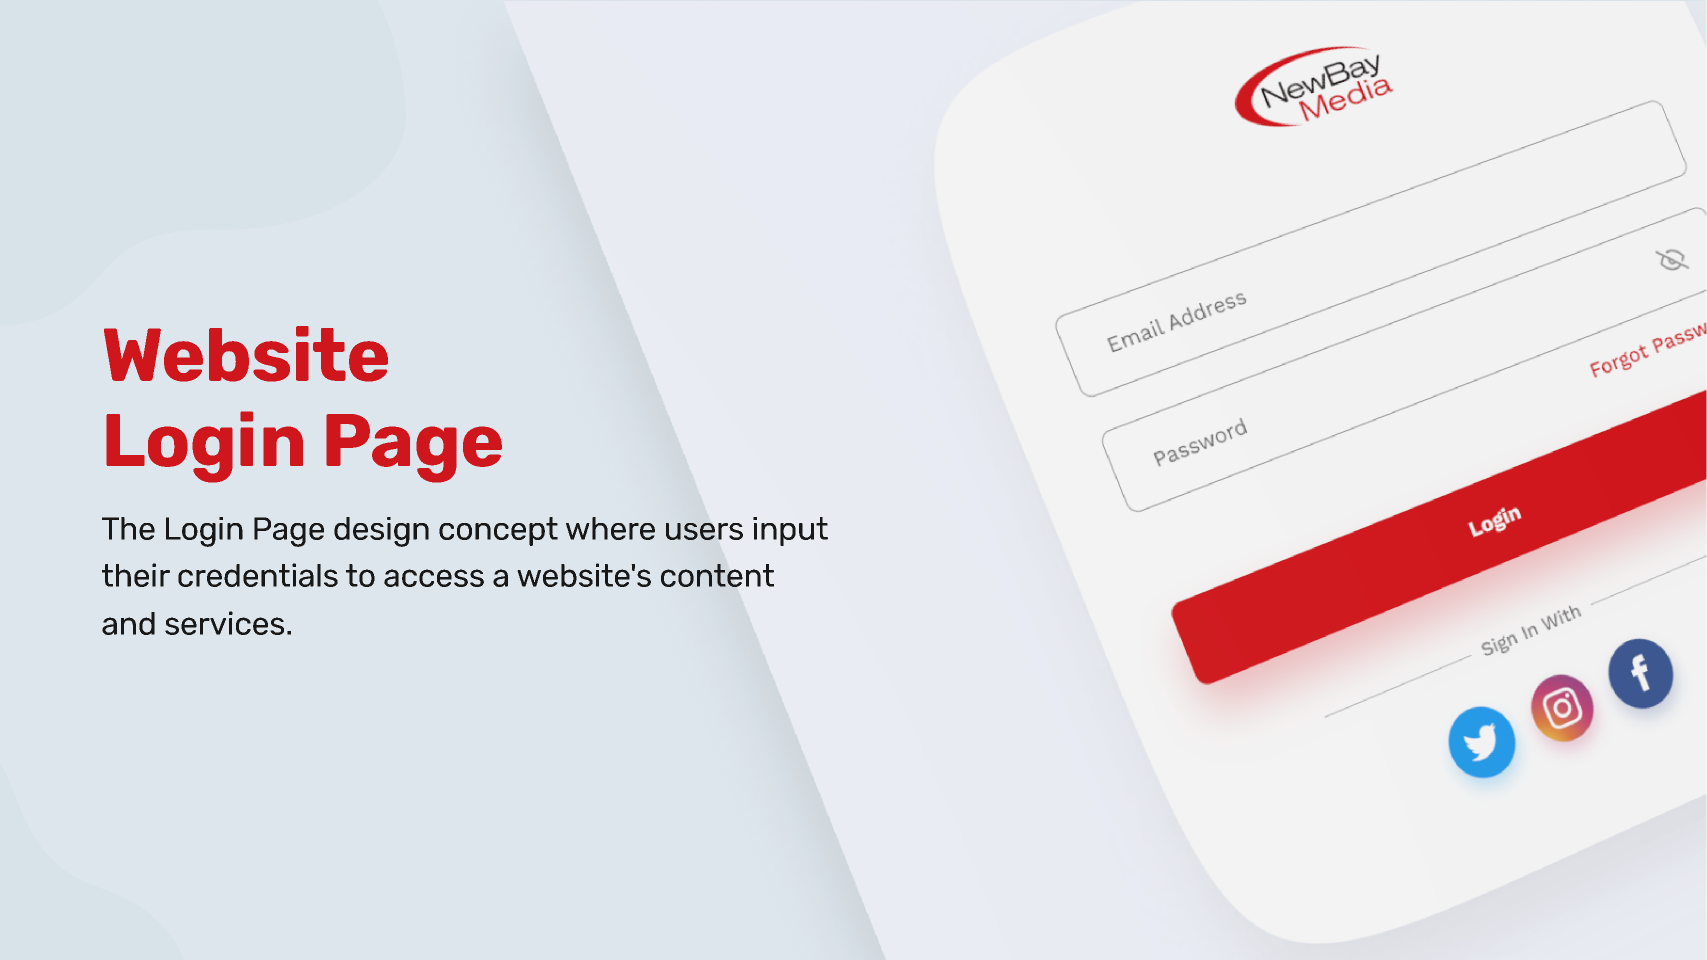 Website
Login Page
The Login Page design concept where users input
their credentials to access a website's content
and services.
NewBay
Media
Email Address
Password
Forgot
Login
Sign In With